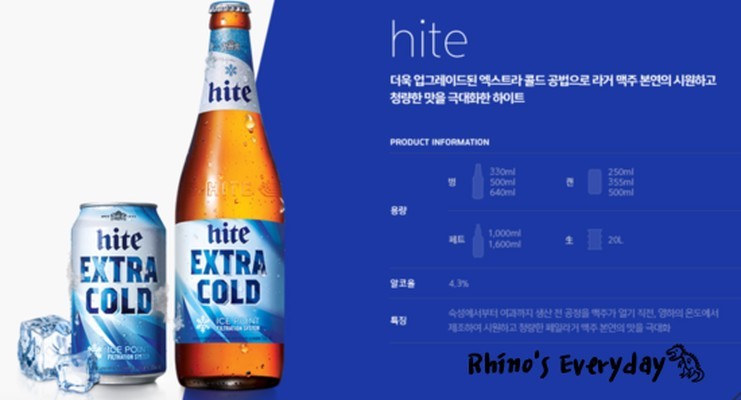 hite
더욱 업그레이드된 엑스트라 콜드 공법으로 라거 맥주 본연의 시원하고
청량한 맛을 극대화한 하이트
PRODUCT INFORMATION
용량
병
330ml
500ml
640ml
캔
250ml
355ml
500ml
페트
1,000ml
1,600ml
生
20L
알코올
4.3%
특징
숙성에서부터 여과까지 생산 전 공정을 맥주가 얼기 직전, 영하의 온도에서
제조하여 시원하고 청량한 페일라거 맥주 본연의 맛을 극대화
Rhino's Everyday
hite
EXTRA
COLD
ICE POINT
FILTRATION SYSTEM
hite
HITE
hite
EXTRA
COLD
ICE POINT
FILTRATION SYSTEM